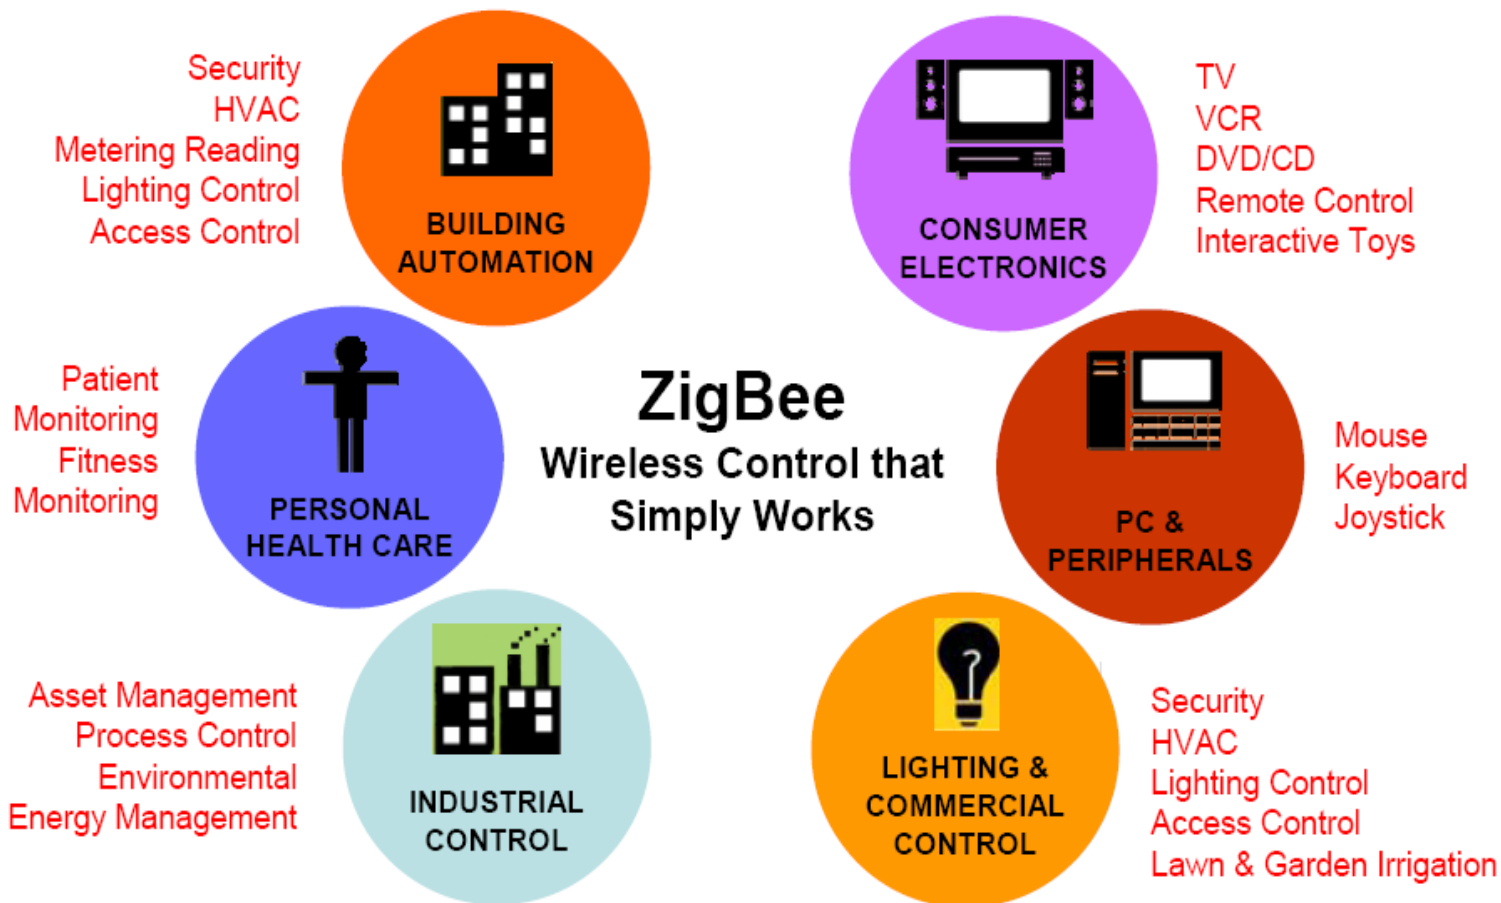 Security
HVAC
Metering Reading
Lighting Control
Access Control
BUILDING
AUTOMATION
CONSUMER
ELECTRONICS
TV
VCR
DVD/CD
Remote Control
Interactive Toys
Patient
Monitoring
Fitness
Monitoring
PERSONAL
HEALTH CARE
ZigBee
Wireless Control that
Simply Works
PC &
PERIPHERALS
Mouse
Keyboard
Joystick
Asset Management
Process Control
Environmental
Energy Management
INDUSTRIAL
CONTROL
?
LIGHTING &
COMMERCIAL
CONTROL
Security
HVAC
Lighting Control
Access Control
Lawn & Garden Irrigation